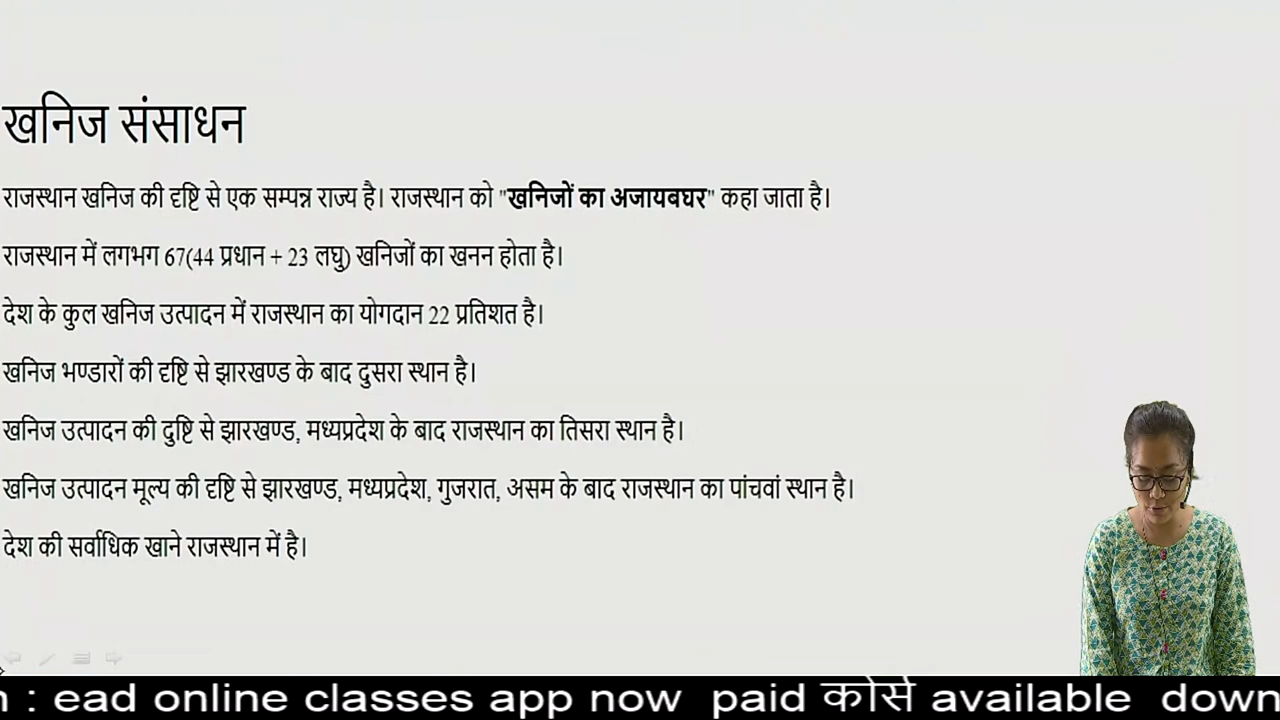 खनिज संसाधन
राजस्थान खनिज की दृष्टि से एक सम्पन्न राज्य है। राजस्थान को "खनिजों का अजायबघर" कहा जाता है।
राजस्थान में लगभग 67(44 प्रधान + 23 लघु) खनिजों का खनन होता है।
देश के कुल खनिज उत्पादन में राजस्थान का योगदान 22 प्रतिशत है।
खनिज भण्डारों की दृष्टि से झारखण्ड के बाद दुसरा स्थान है।
खनिज उत्पादन की दुष्टि से झारखण्ड, मध्यप्रदेश के बाद राजस्थान का तिसरा स्थान है।
खनिज उत्पादन मूल्य की दृष्टि से झारखण्ड, मध्यप्रदेश, गुजरात, असम के बाद राजस्थान का पांचवां स्थान है।
देश की सर्वाधिक खाने राजस्थान में है।
n : ead online classes app now paid कोर्स available down